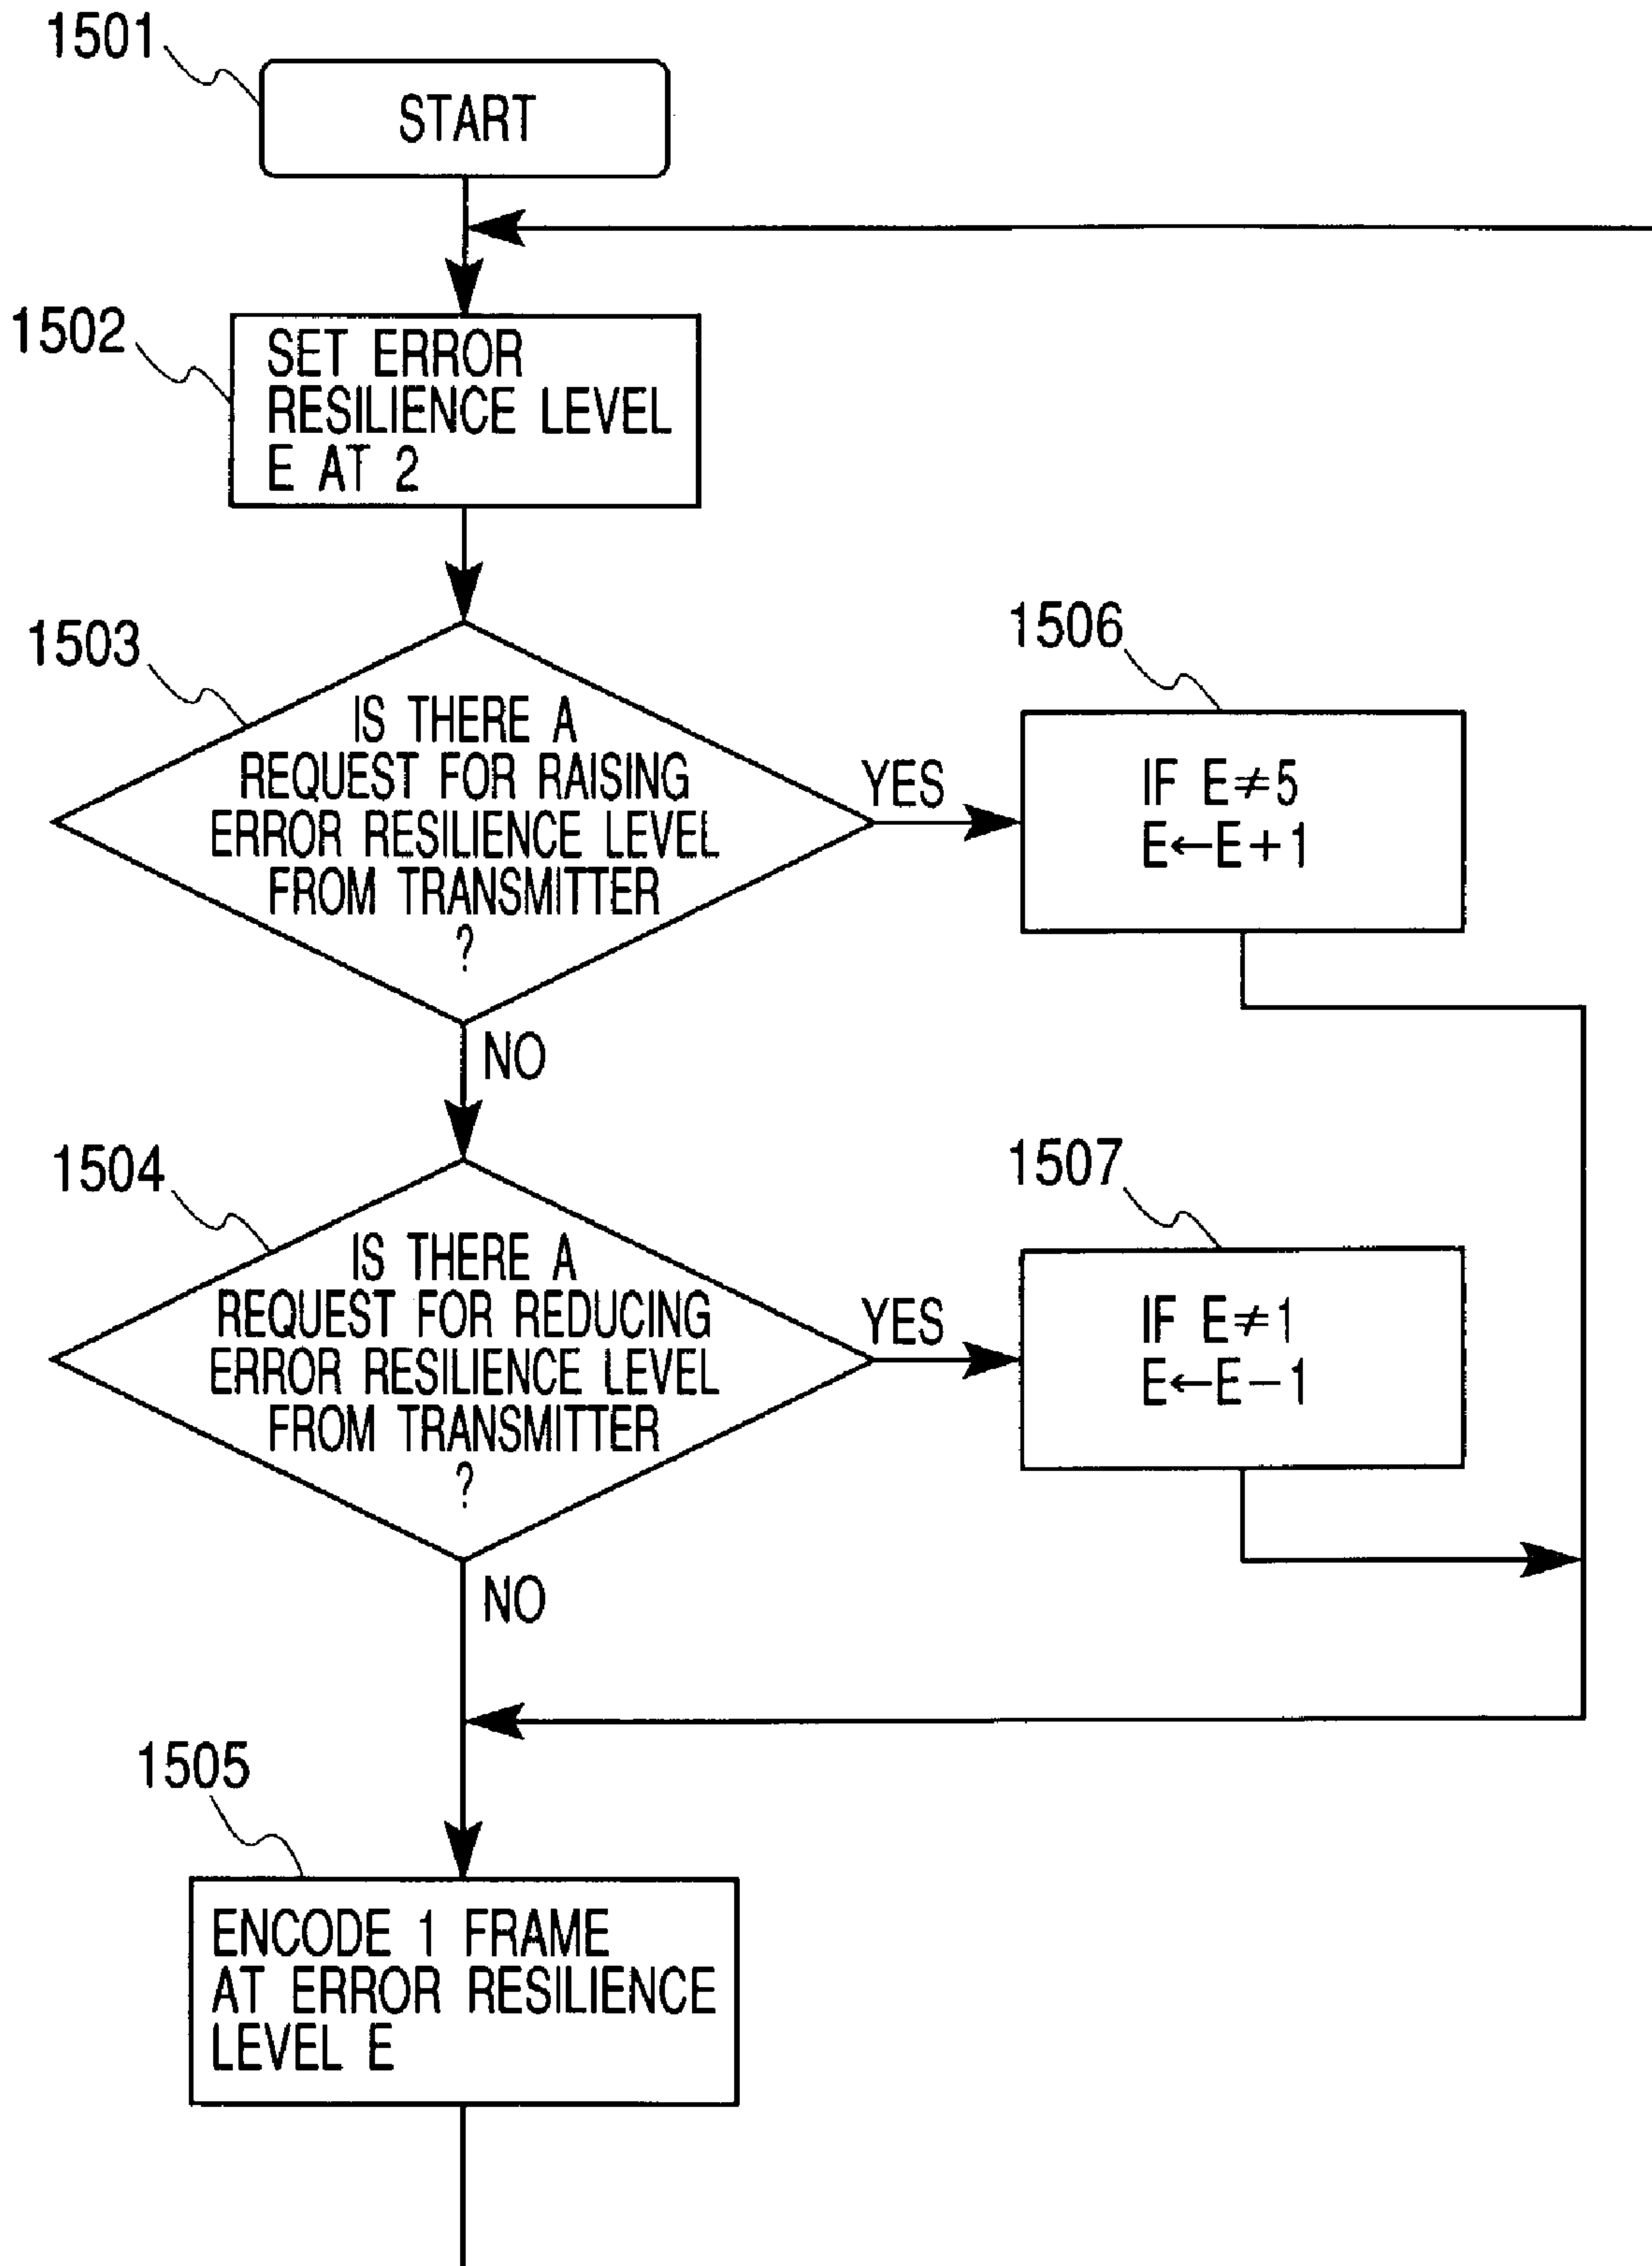 1501
START
1502
SET ERROR
RESILIENCE LEVEL
E AT 2
1503
IS THERE A
REQUEST FOR RAISING
ERROR RESILIENCE LEVEL
FROM TRANSMITTER
?
YES
NO
1506
IF E≠5
E←E+1
1504
IS THERE A
REQUEST FOR REDUCING
ERROR RESILIENCE LEVEL
FROM TRANSMITTER
?
YES
NO
1507
IF E≠1
E←E−1
1505
ENCODE 1 FRAME
AT ERROR RESILIENCE
LEVEL E